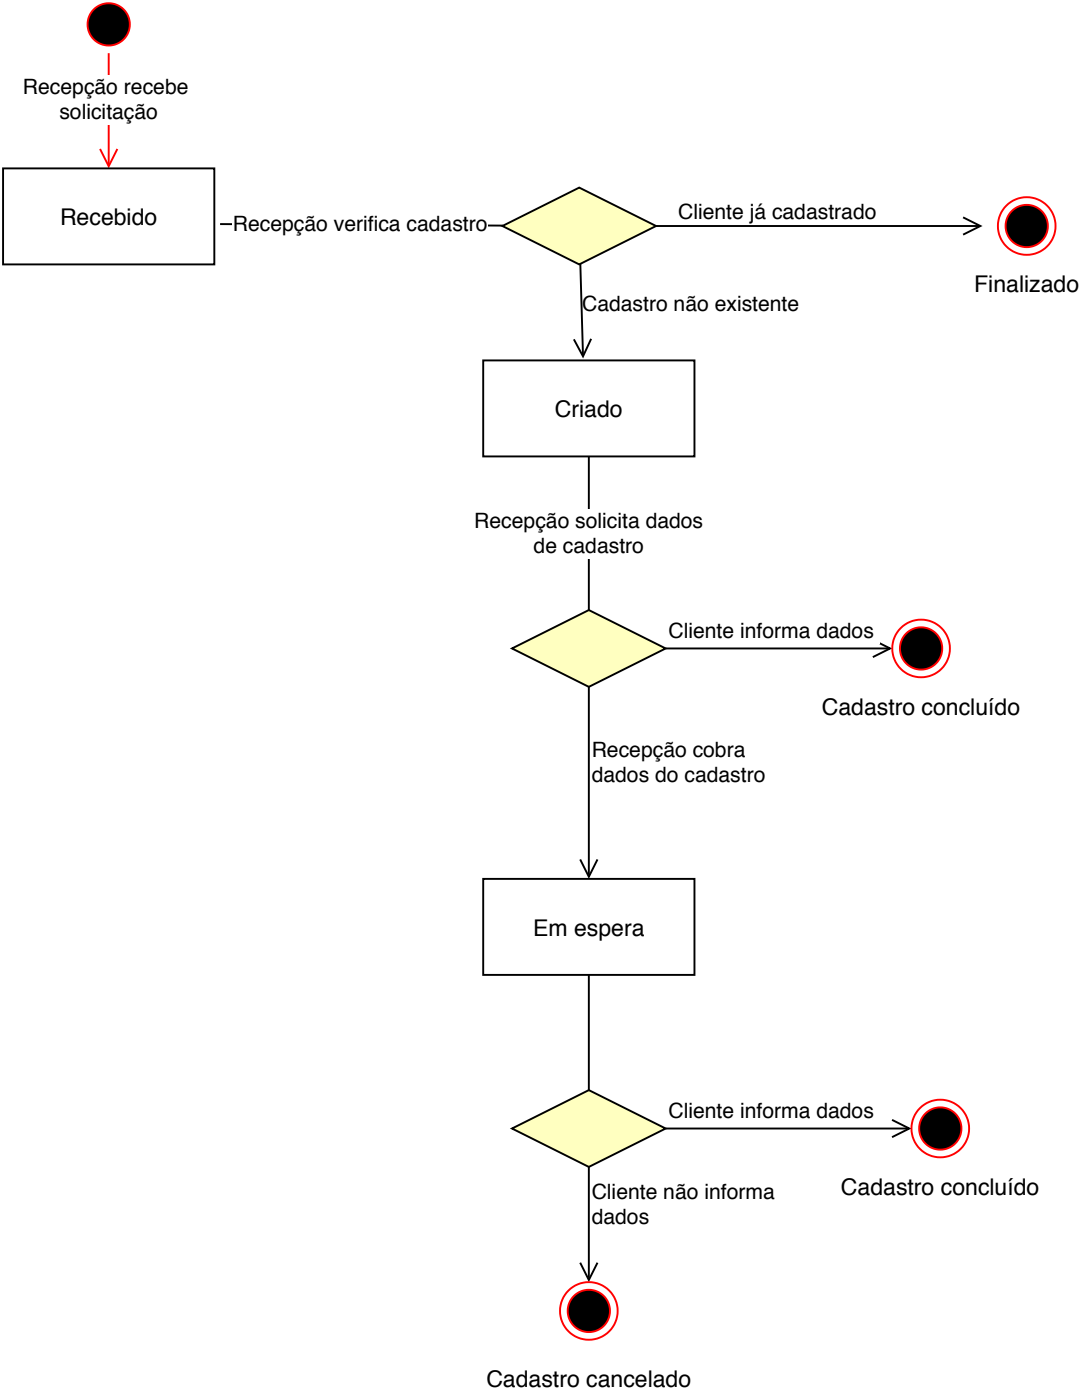 Recepção recebe
solicitação
Recebido
Recepção verifica cadastro
Cliente já cadastrado
Finalizado
Cadastro não existente
Criado
Recepção solicita dados
de cadastro
Cliente informa dados
Cadastro concluído
Recepção cobra
dados do cadastro
Em espera
Cliente informa dados
Cadastro concluído
Cliente não informa
dados
Cadastro cancelado